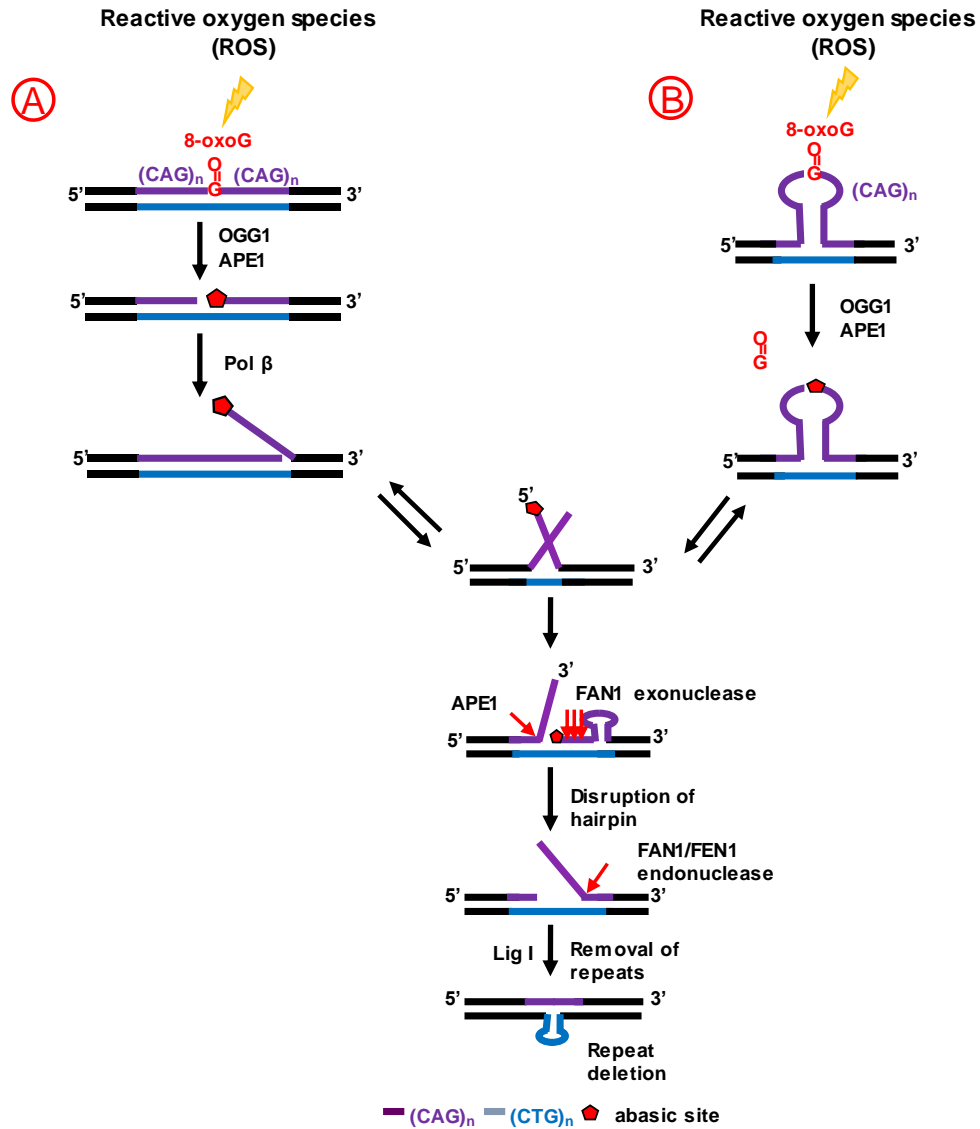 Reactive oxygen species
(ROS)
A
8-oxoG
O
G
(CAG)n (CAG)n
5’ 3’
OGG1
APE1
5’ 3’
Pol β
5’ 3’
Reactive oxygen species
(ROS)
B
8-oxoG
O
G
(CAG)n
5’ 3’
OGG1
APE1
O
G
5’ 3’
5’
5’ 3’
3’
APE1
FAN1 exonuclease
5’ 3’
Disruption of
hairpin
FAN1/FEN1
endonuclease
5’ 3’
Lig I
Removal of
repeats
5’ 3’
Repeat
deletion
(CAG)n (CTG)n abasic site